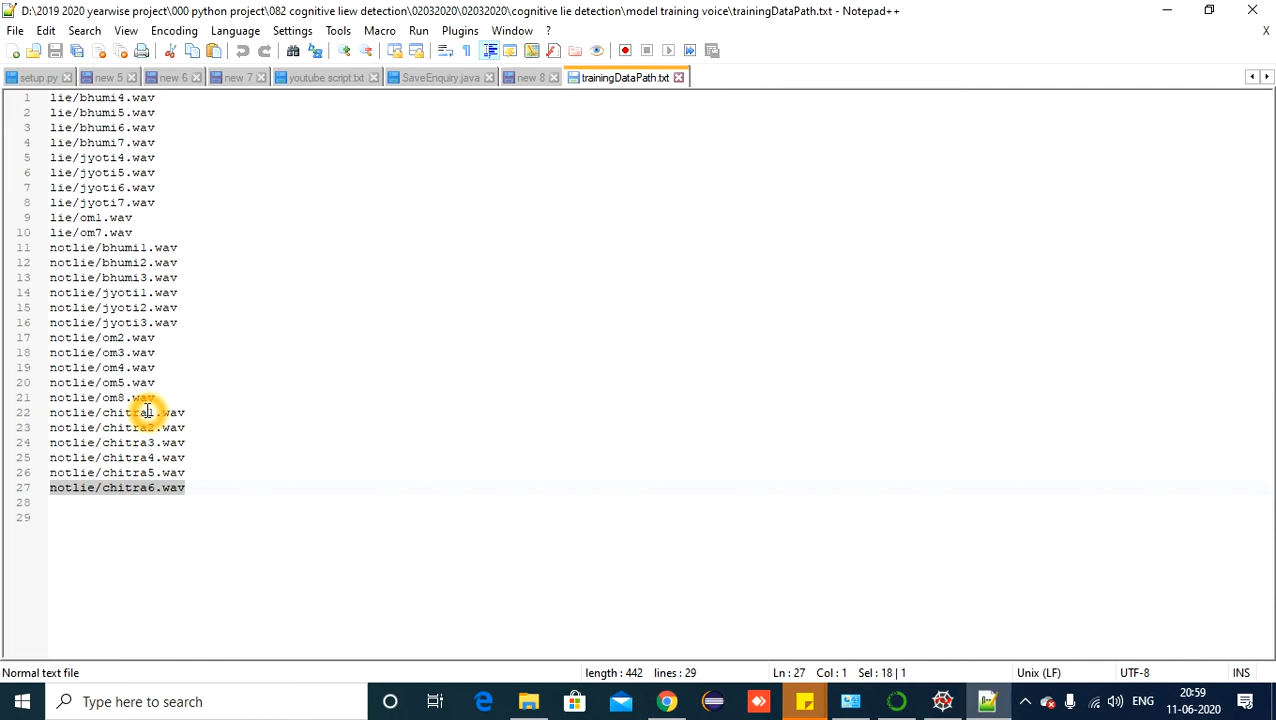 D:\2019 2020 yearwise project\000 python project\082 cognitive liew detection\02032020\02032020\cognitive lie detection\model training voice\trainingDataPath.txt - Notepad++
File Edit Search View Encoding Language Settings Tools Macro Run Plugins Window ? X
setup.py new 5 new 6 new 7 youtube script.txt SaveEnquiry.java new 8 trainingDataPath.txt
1 lie/bhumi4.wav
2 lie/bhumi5.wav
3 lie/bhumi6.wav
4 lie/bhumi7.wav
5 lie/jyoti4.wav
6 lie/jyoti5.wav
7 lie/jyoti6.wav
8 lie/jyoti7.wav
9 lie/om1.wav
10 lie/om7.wav
11 notlie/bhumi1.wav
12 notlie/bhumi2.wav
13 notlie/bhumi3.wav
14 notlie/jyoti1.wav
15 notlie/jyoti2.wav
16 notlie/jyoti3.wav
17 notlie/om2.wav
18 notlie/om3.wav
19 notlie/om4.wav
20 notlie/om5.wav
21 notlie/om8.wav
22 notlie/chitra1.wav
23 notlie/chitra2.wav
24 notlie/chitra3.wav
25 notlie/chitra4.wav
26 notlie/chitra5.wav
27 notlie/chitra6.wav
28
29
Normal text file length : 442 lines : 29 Ln : 27 Col : 1 Sel : 18 | 1 Unix (LF) UTF-8 INS
Type here to search ENG 20:59
11-06-2020